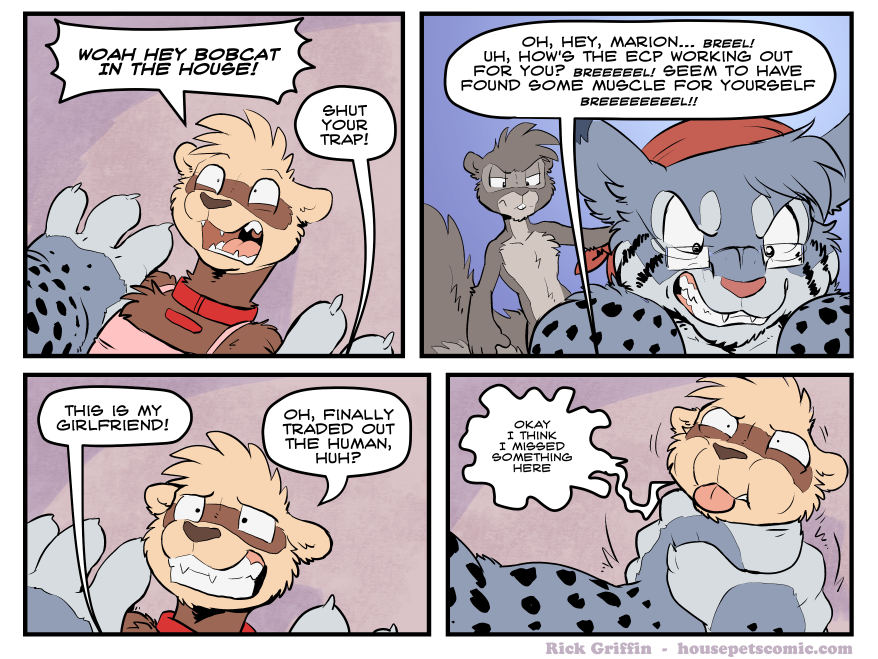 WOAH HEY BOBCAT
IN THE HOUSE!
SHUT
YOUR
TRAP!
OH, HEY, MARION... BREEL!
UH, HOW'S THE ECP WORKING OUT
FOR YOU? BREEEEEL! SEEM TO HAVE
FOUND SOME MUSCLE FOR YOURSELF
BREEEEEEEEL!!
THIS IS MY
GIRLFRIEND!
OH, FINALLY
TRADED OUT
THE HUMAN,
HUH?
OKAY
I THINK
I MISSED
SOMETHING
HERE
Rick Griffin - housepetscomic.com